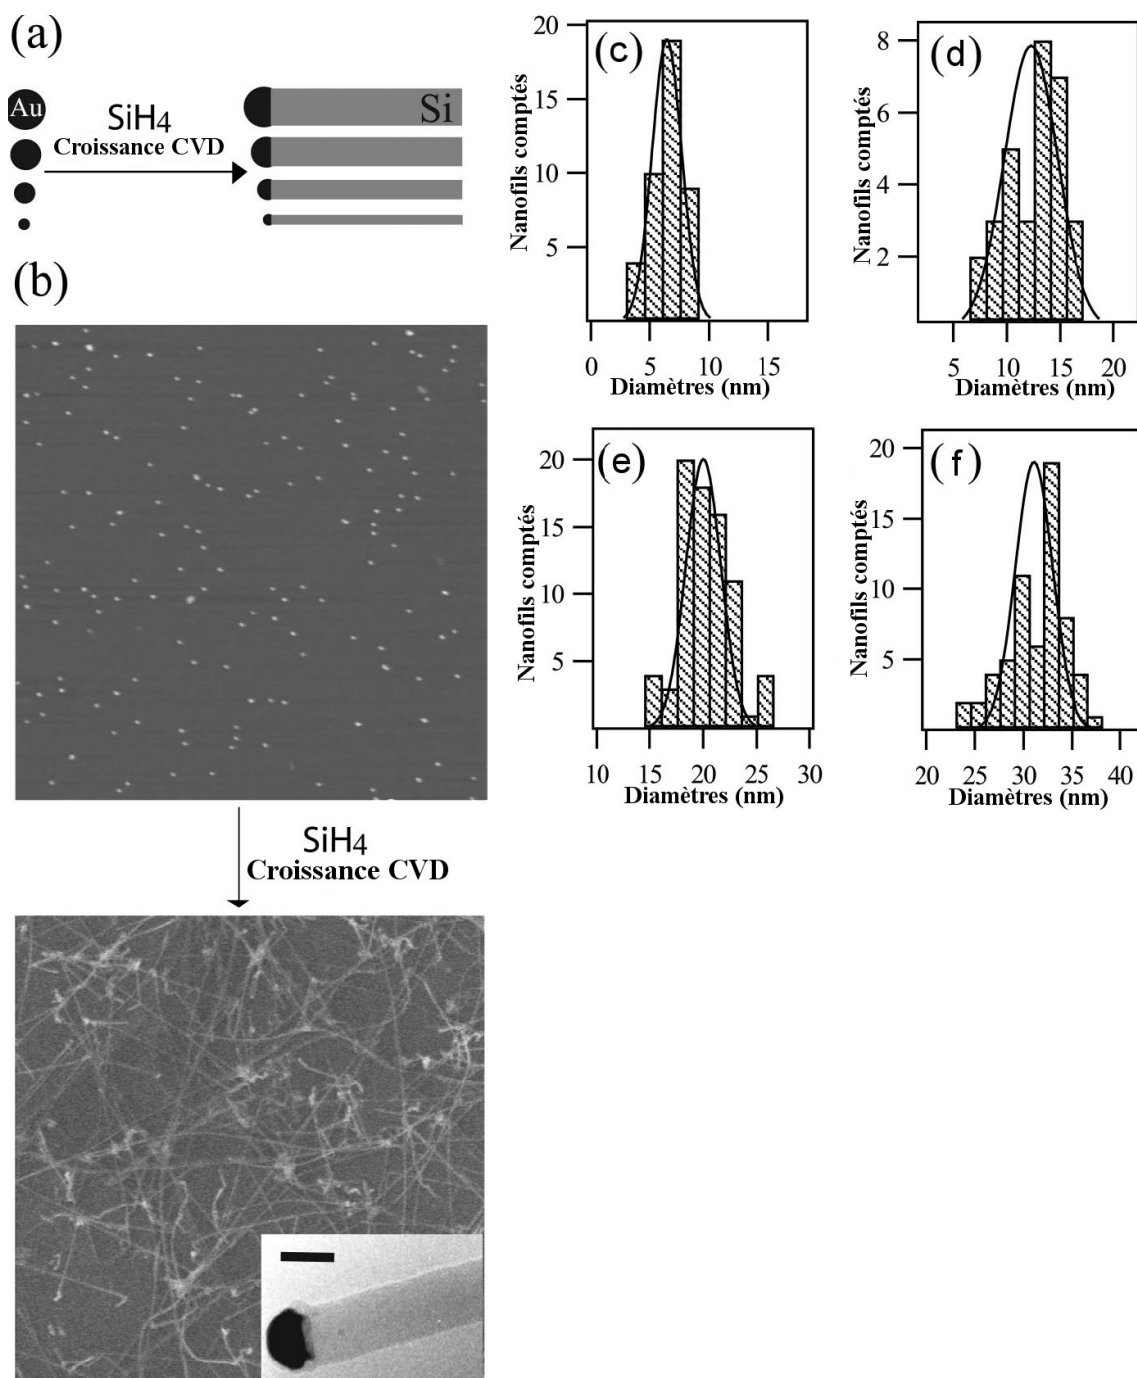 (a)
Au
SiH4
Croissance CVD
Si
(b)
SiH4
Croissance CVD
(c)
Nanofils comptés
20
15
10
5
0 5 10 15
Diamètres (nm)
(d)
Nanofils comptés
8
6
4
2
5 10 15 20
Diamètres (nm)
(e)
Nanofils comptés
20
15
10
5
10 15 20 25 30
Diamètres (nm)
(f)
Nanofils comptés
20
15
10
5
20 25 30 35 40
Diamètres (nm)